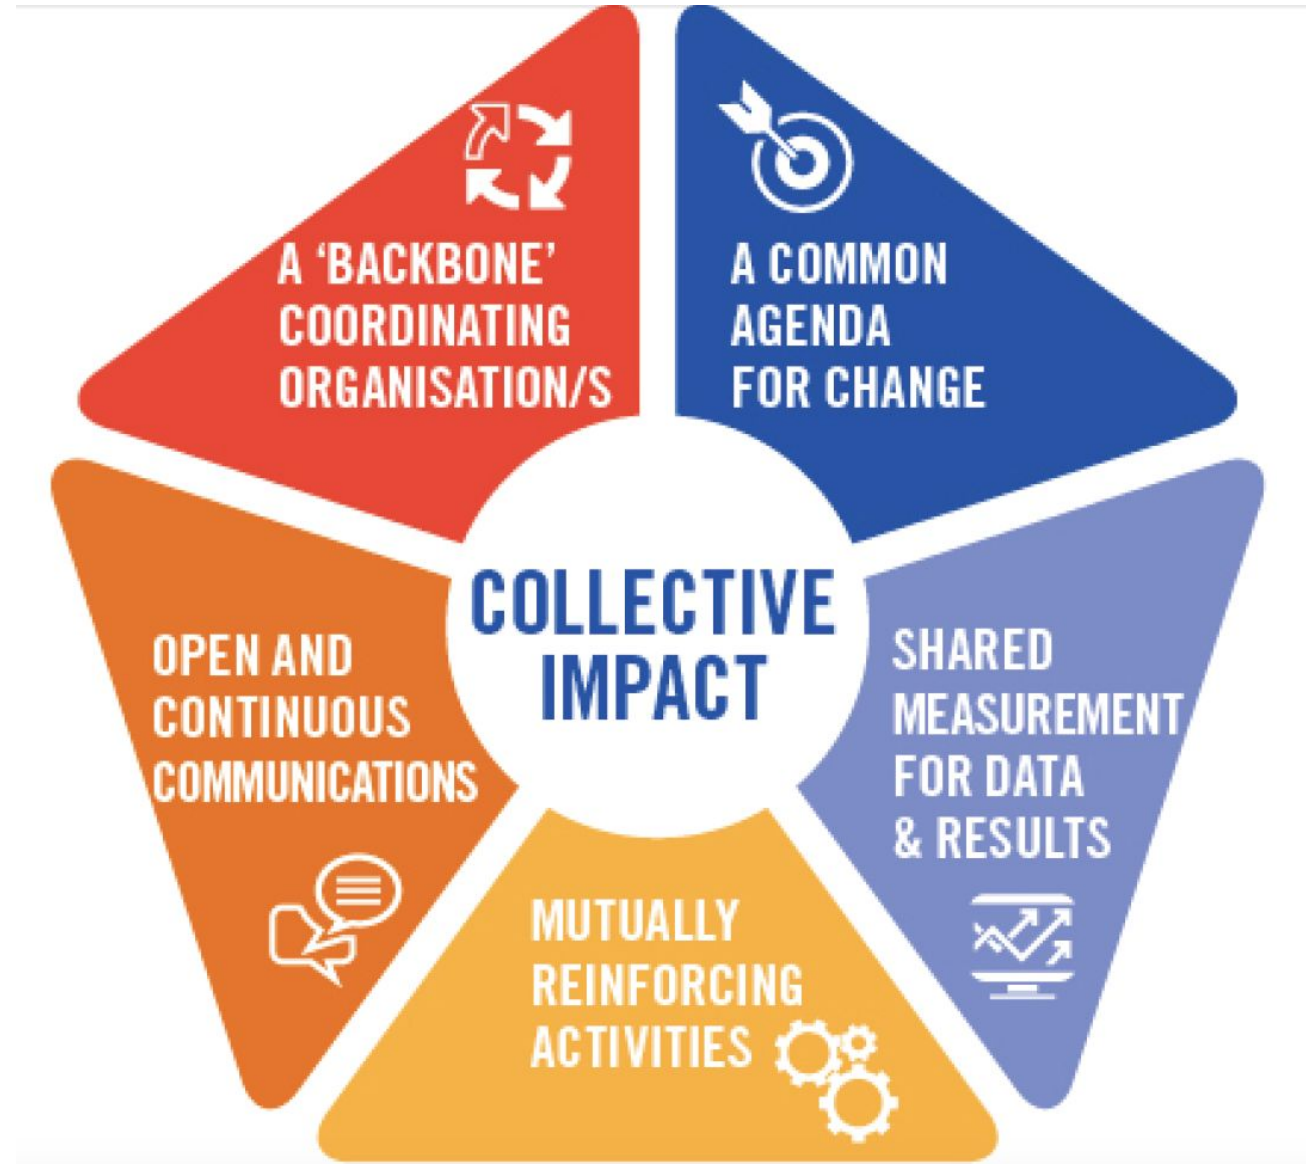 A ‘BACKBONE’
COORDINATING
ORGANISATION/S
A COMMON
AGENDA
FOR CHANGE
COLLECTIVE
IMPACT
OPEN AND
CONTINUOUS
COMMUNICATIONS
SHARED
MEASUREMENT
FOR DATA
& RESULTS
MUTUALLY
REINFORCING
ACTIVITIES